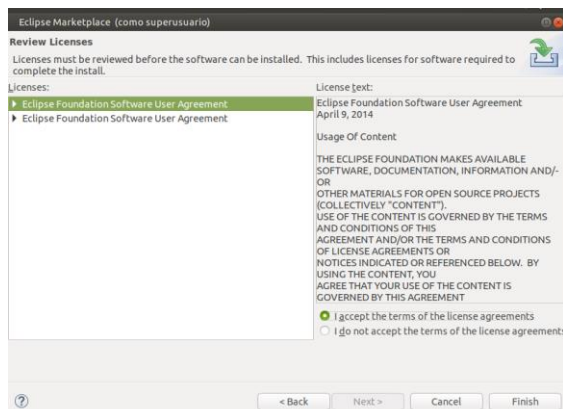 Eclipse Marketplace (como superusuario)
Review Licenses
Licenses must be reviewed before the software can be installed. This includes licenses for software required to
complete the install.
Licenses:
Eclipse Foundation Software User Agreement
Eclipse Foundation Software User Agreement
License text:
Eclipse Foundation Software User Agreement
April 9, 2014
Usage Of Content
THE ECLIPSE FOUNDATION MAKES AVAILABLE
SOFTWARE, DOCUMENTATION, INFORMATION AND/-
OR
OTHER MATERIALS FOR OPEN SOURCE PROJECTS
(COLLECTIVELY "CONTENT").
USE OF THE CONTENT IS GOVERNED BY THE TERMS
AND CONDITIONS OF THIS
AGREEMENT AND/OR THE TERMS AND CONDITIONS
OF LICENSE AGREEMENTS OR
NOTICES INDICATED OR REFERENCED BELOW. BY
USING THE CONTENT, YOU
AGREE THAT YOUR USE OF THE CONTENT IS
GOVERNED BY THIS AGREEMENT
I accept the terms of the license agreements
I do not accept the terms of the license agreements
? < Back Next > Cancel Finish